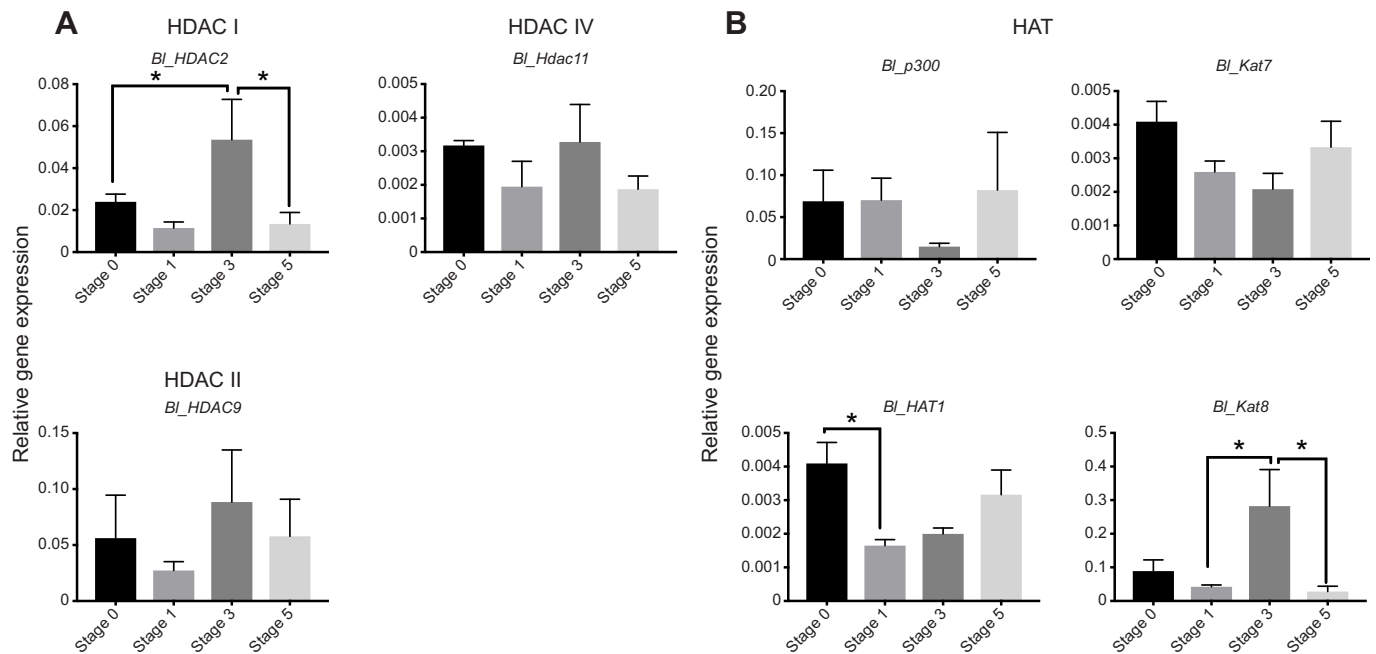 A
HDAC I
Bl_HDAC2
Relative gene expression
0.08
0.06
0.04
0.02
0
*
*
Stage 0
Stage 1
Stage 3
Stage 5
HDAC IV
Bl_Hdac11
0.005
0.004
0.003
0.002
0.001
0
Stage 0
Stage 1
Stage 3
Stage 5
HDAC II
Bl_HDAC9
0.15
0.10
0.05
0
Stage 0
Stage 1
Stage 3
Stage 5
B
HAT
Relative gene expression
Bl_p300
0.20
0.15
0.10
0.05
0
Stage 0
Stage 1
Stage 3
Stage 5
Bl_Kat7
0.005
0.004
0.003
0.002
0.001
0
Stage 0
Stage 1
Stage 3
Stage 5
Bl_HAT1
0.005
0.004
0.003
0.002
0.001
0
*
Stage 0
Stage 1
Stage 3
Stage 5
Bl_Kat8
0.5
0.4
0.3
0.2
0.1
0
*
*
Stage 0
Stage 1
Stage 3
Stage 5